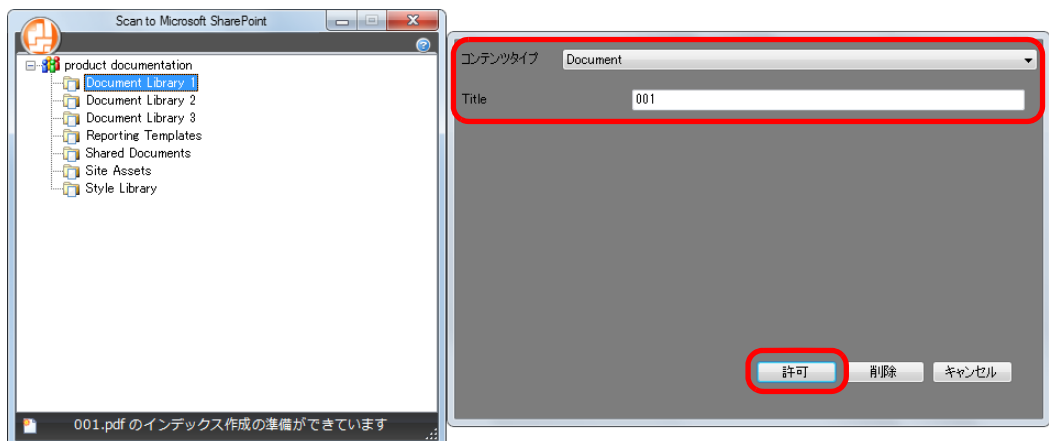 Scan to Microsoft SharePoint
product documentation
Document Library 1
Document Library 2
Document Library 3
Reporting Templates
Shared Documents
Site Assets
Style Library
001.pdf のインデックス作成の準備ができています
コンテンツタイプ Document
Title 001
許可 削除 キャンセル